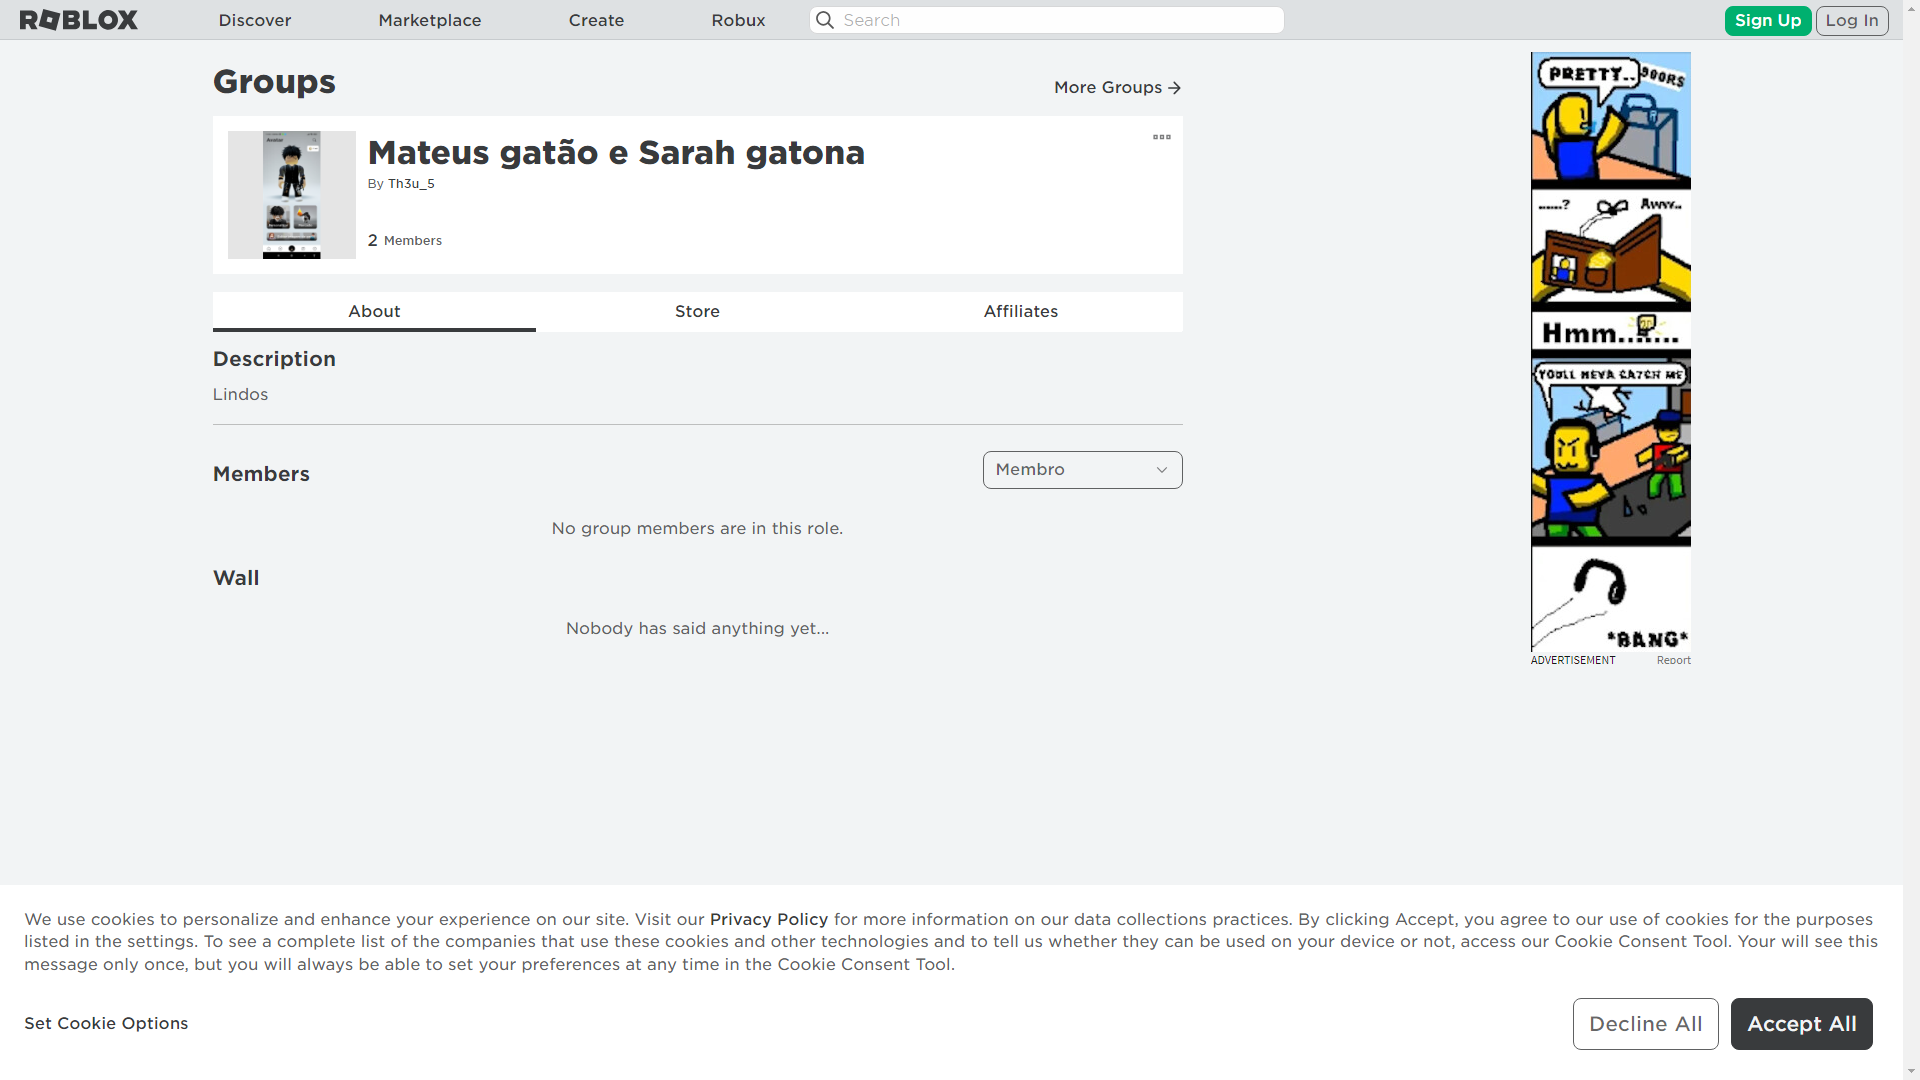 ROBLOX
Discover
Marketplace
Create
Robux
Search
Sign Up
Log In
Groups
More Groups
Mateus gatão e Sarah gatona
By Th3u_5
2 Members
About
Store
Affiliates
Description
Lindos
Members
Membro
No group members are in this role.
Wall
Nobody has said anything yet...
PRETTY..
......?
Aww..
Hmm.......
YOULL NEVA CATCH ME
*BANG*
ADVERTISEMENT
Report
We use cookies to personalize and enhance your experience on our site. Visit our Privacy Policy for more information on our data collections practices. By clicking Accept, you agree to our use of cookies for the purposes
listed in the settings. To see a complete list of the companies that use these cookies and other technologies and to tell us whether they can be used on your device or not, access our Cookie Consent Tool. Your will see this
message only once, but you will always be able to set your preferences at any time in the Cookie Consent Tool.
Set Cookie Options
Decline All
Accept All